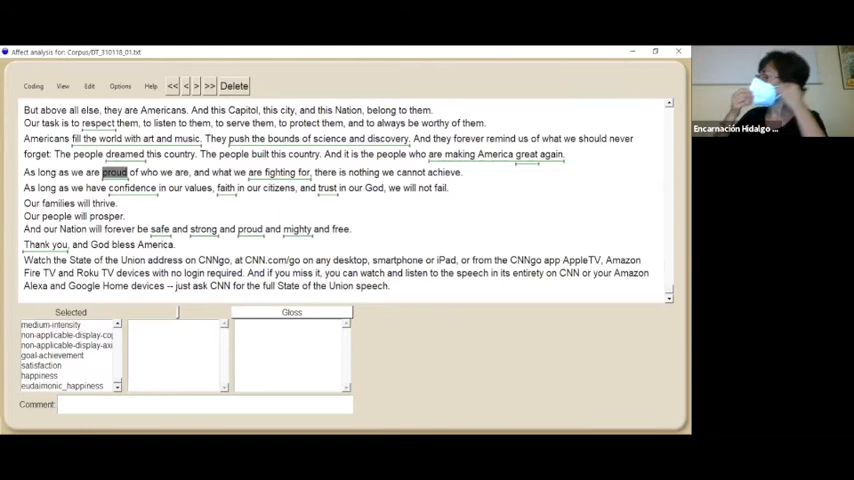 Affect analysis for: Corpus/DT_310118_01.txt
Coding View Edit Options Help << < > >> Delete
But above all else, they are Americans. And this Capitol, this city, and this Nation, belong to them.
Our task is to respect them, to listen to them, to serve them, to protect them, and to always be worthy of them.
Americans fill the world with art and music. They push the bounds of science and discovery. And they forever remind us of what we should never
forget: The people dreamed this country. The people built this country. And it is the people who are making America great again.
As long as we are proud of who we are, and what we are fighting for, there is nothing we cannot achieve.
As long as we have confidence in our values, faith in our citizens, and trust in our God, we will not fail.
Our families will thrive.
Our people will prosper.
And our Nation will forever be safe and strong and proud and mighty and free.
Thank you, and God bless America.
Watch the State of the Union address on CNNgo, at CNN.com/go on any desktop, smartphone or iPad, or from the CNNgo app AppleTV, Amazon
Fire TV and Roku TV devices with no login required. And if you miss it, you can watch and listen to the speech in its entirety on CNN or your Amazon
Alexa and Google Home devices -- just ask CNN for the full State of the Union speech.
Selected Gloss
medium-intensity
non-applicable-display-co
non-applicable-display-axi
goal-achievement
satisfaction
happiness
eudaimonic_happiness
Comment:
Encarnación Hidalgo ...